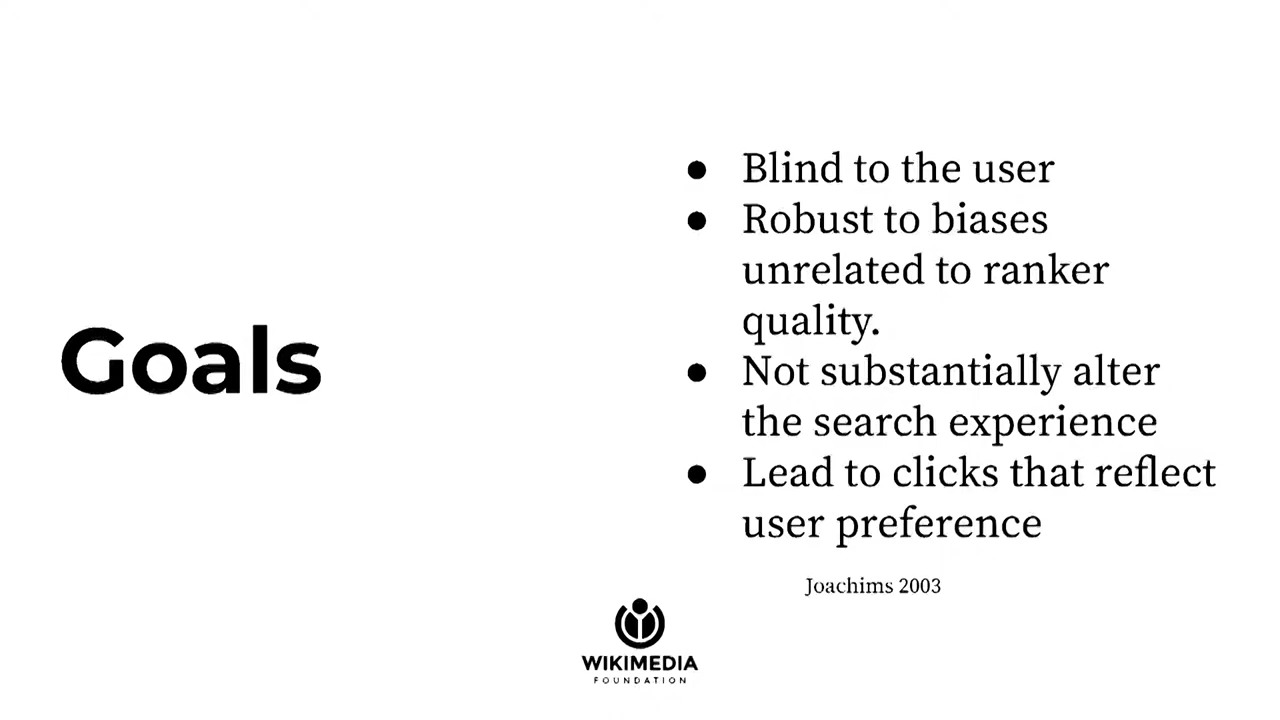 Goals
● Blind to the user
● Robust to biases
unrelated to ranker
quality.
● Not substantially alter
the search experience
● Lead to clicks that reflect
user preference
Joachims 2003
WIKIMEDIA
FOUNDATION